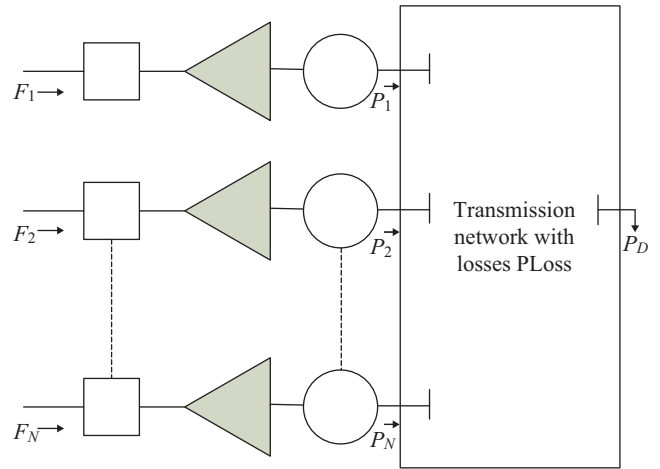 F1
P1
F2
P2
Transmission
network with
losses PLoss
PD
FN
PN